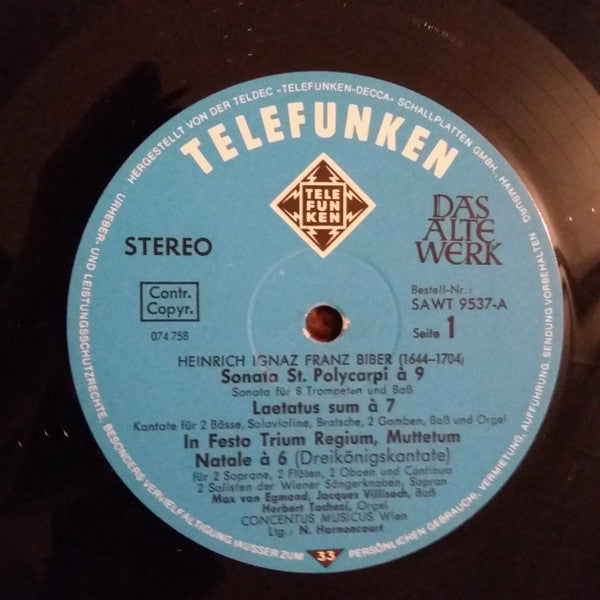 HERGESTELLT VON DER TELDEC »TELEFUNKEN-DECCA« SCHALLPLATTEN GMBH., HAMBURG
URHEBER- UND LEISTUNGSSCHUTZRECHTE, BESONDERS VERVIELFÄLTIGUNG (AUSSER ZUM PERSÖNLICHEN GEBRAUCH), VERMIETUNG, AUFFÜHRUNG, SENDUNG VORBEHALTEN
TELEFUNKEN
TELE
FUN
KEN
DAS
ALTE
WERK
STEREO
Contr.
Copyr.
074 758
Bestell-Nr.:
SAWT 9537-A
Seite 1
HEINRICH IGNAZ FRANZ BIBER (1644–1704)
Sonata St. Polycarpi à 9
Sonata für 8 Trompeten und Baß
Laetatus sum à 7
Kantate für 2 Bässe, Solovioline, Bratsche, 2 Gamben, Baß und Orgel
In Festo Trium Regium, Muttetum
Natale à 6 (Dreikönigskantate)
für 2 Soprane, 2 Flöten, 2 Oboen und Continuo
2 Solisten der Wiener Sängerknaben, Sopran
Max van Egmond, Jacques Villisech, Baß
Herbert Tachezi, Orgel
CONCENTUS MUSICUS Wien
Ltg.: N. Harnoncourt
33